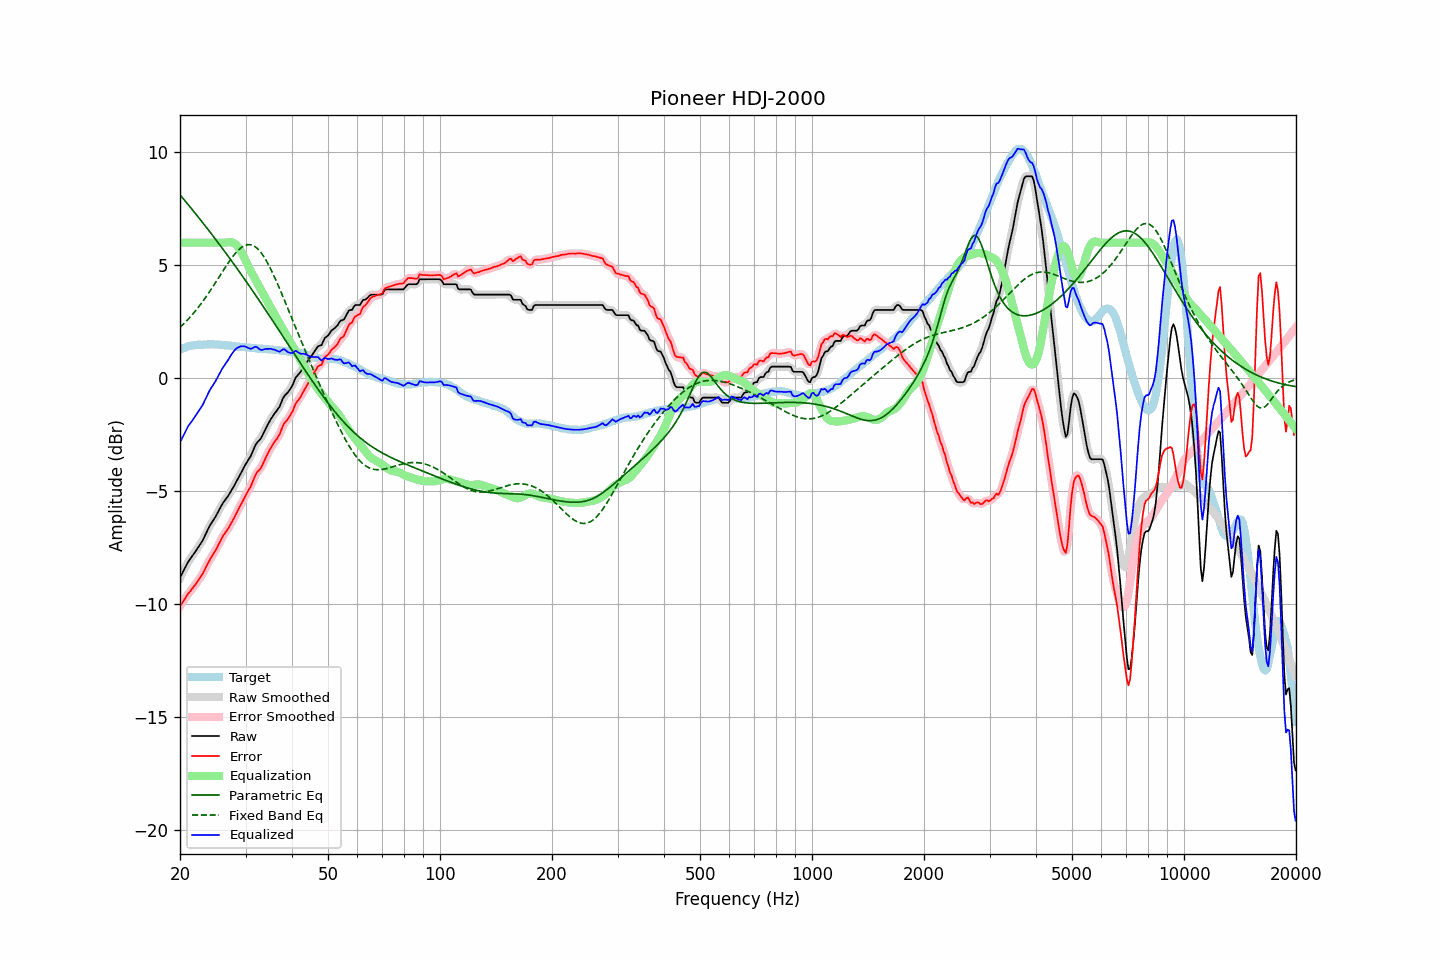 Pioneer HDJ-2000
Amplitude (dBr)
10
5
0
−5
−10
−15
−20
Target
Raw Smoothed
Error Smoothed
Raw
Error
Equalization
Parametric Eq
Fixed Band Eq
Equalized
20 50 100 200 500 1000 2000 5000 10000 20000
Frequency (Hz)